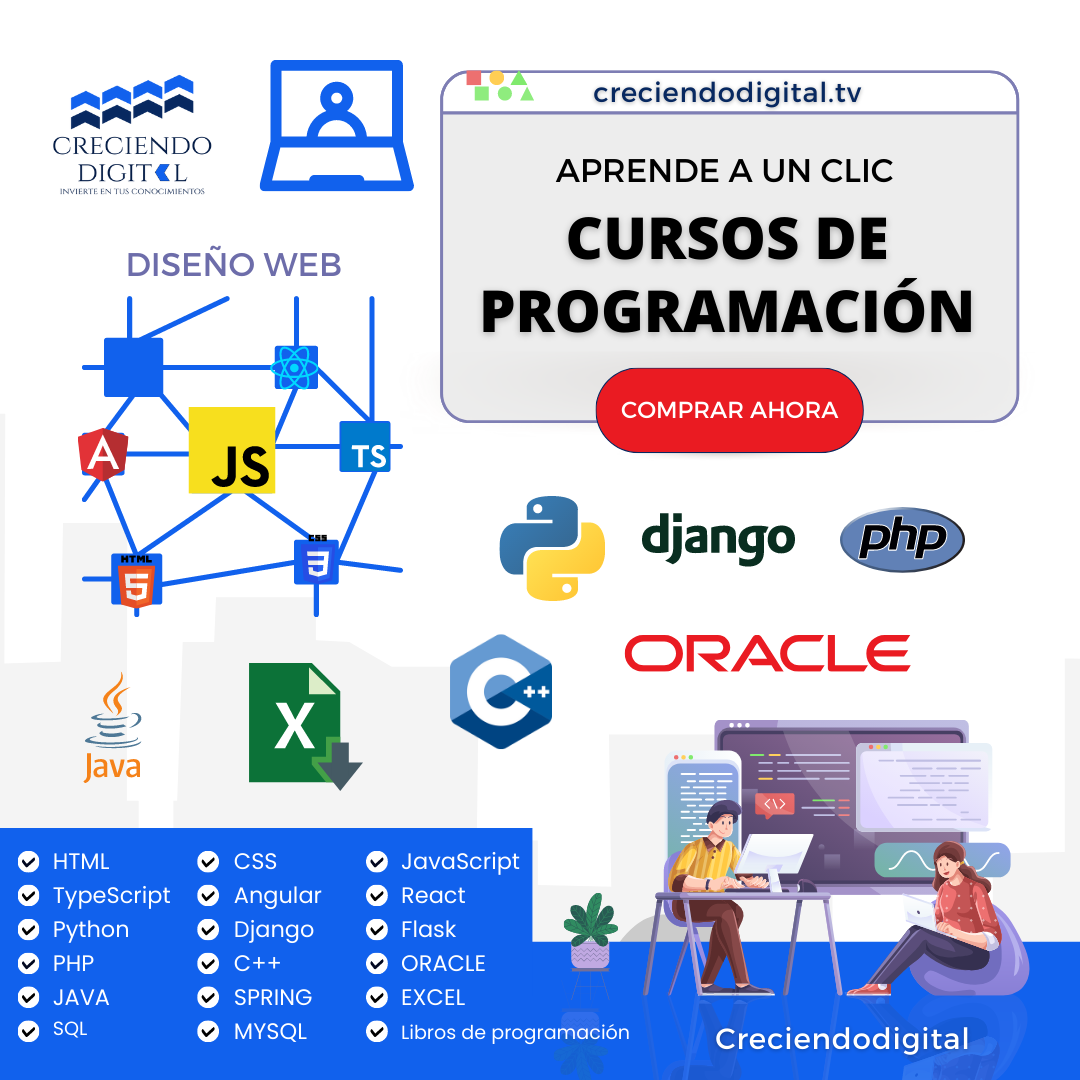 CRECIENDO
DIGITAL
INVIERTE EN TUS CONOCIMIENTOS
creciendodigital.tv
APRENDE A UN CLIC
CURSOS DE
PROGRAMACIÓN
COMPRAR AHORA
DISEÑO WEB
A
JS
TS
HTML
5
CSS
3
django
php
ORACLE
Java
X
C++
</>
HTML
CSS
JavaScript
TypeScript
Angular
React
Python
Django
Flask
PHP
C++
ORACLE
JAVA
SPRING
EXCEL
SQL
MYSQL
Libros de programación
Creciendodigital